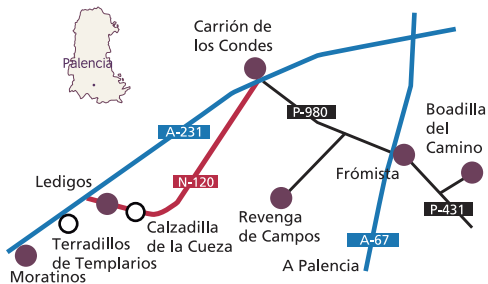 Carrión de
los Condes
Palencia
P-980
Boadilla
del
Camino
A-231
Frómista
N-120
Ledigos
P-431
Revenga
de Campos
Calzadilla
de la Cueza
Terradillos
de Templarios
A-67
A Palencia
Moratinos